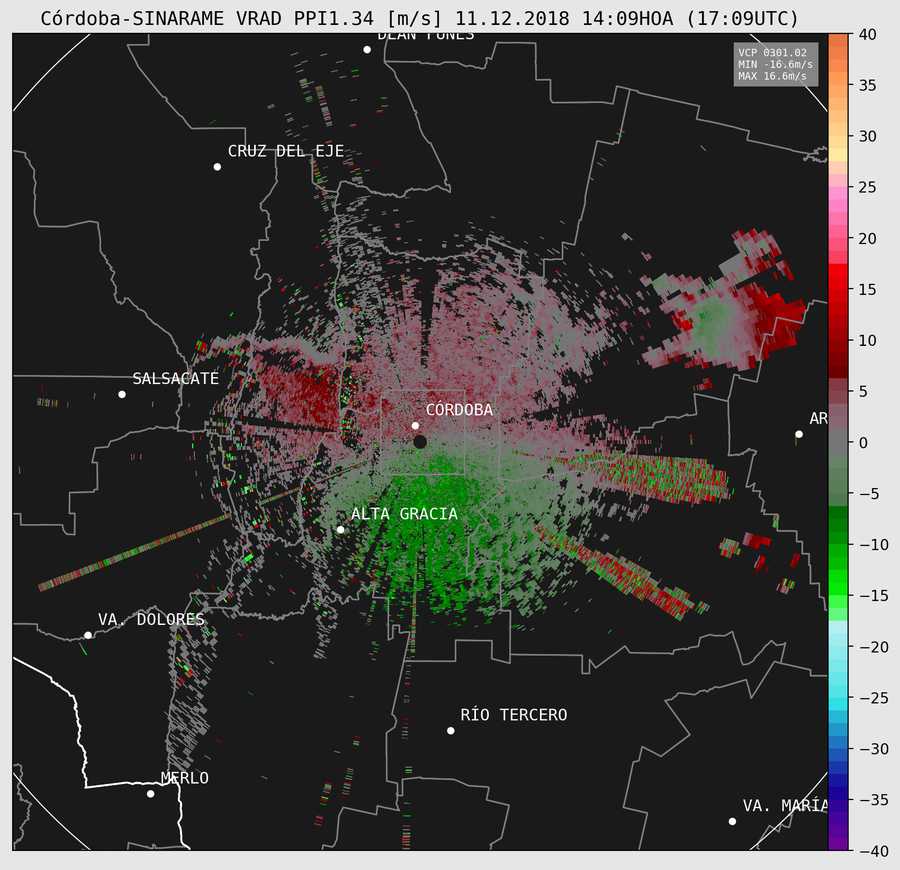 Córdoba-SINARAME VRAD PPI1.34 [m/s] 11.12.2018 14:09HOA (17:09UTC)
DEAN FUNES
VCP 0301.02
MIN -16.6m/s
MAX 16.6m/s
CRUZ DEL EJE
SALSACATE
CÓRDOBA
AR
ALTA GRACIA
VA. DOLORES
RÍO TERCERO
MERLO
VA. MARÍA
40
35
30
25
20
15
10
5
0
−5
−10
−15
−20
−25
−30
−35
−40